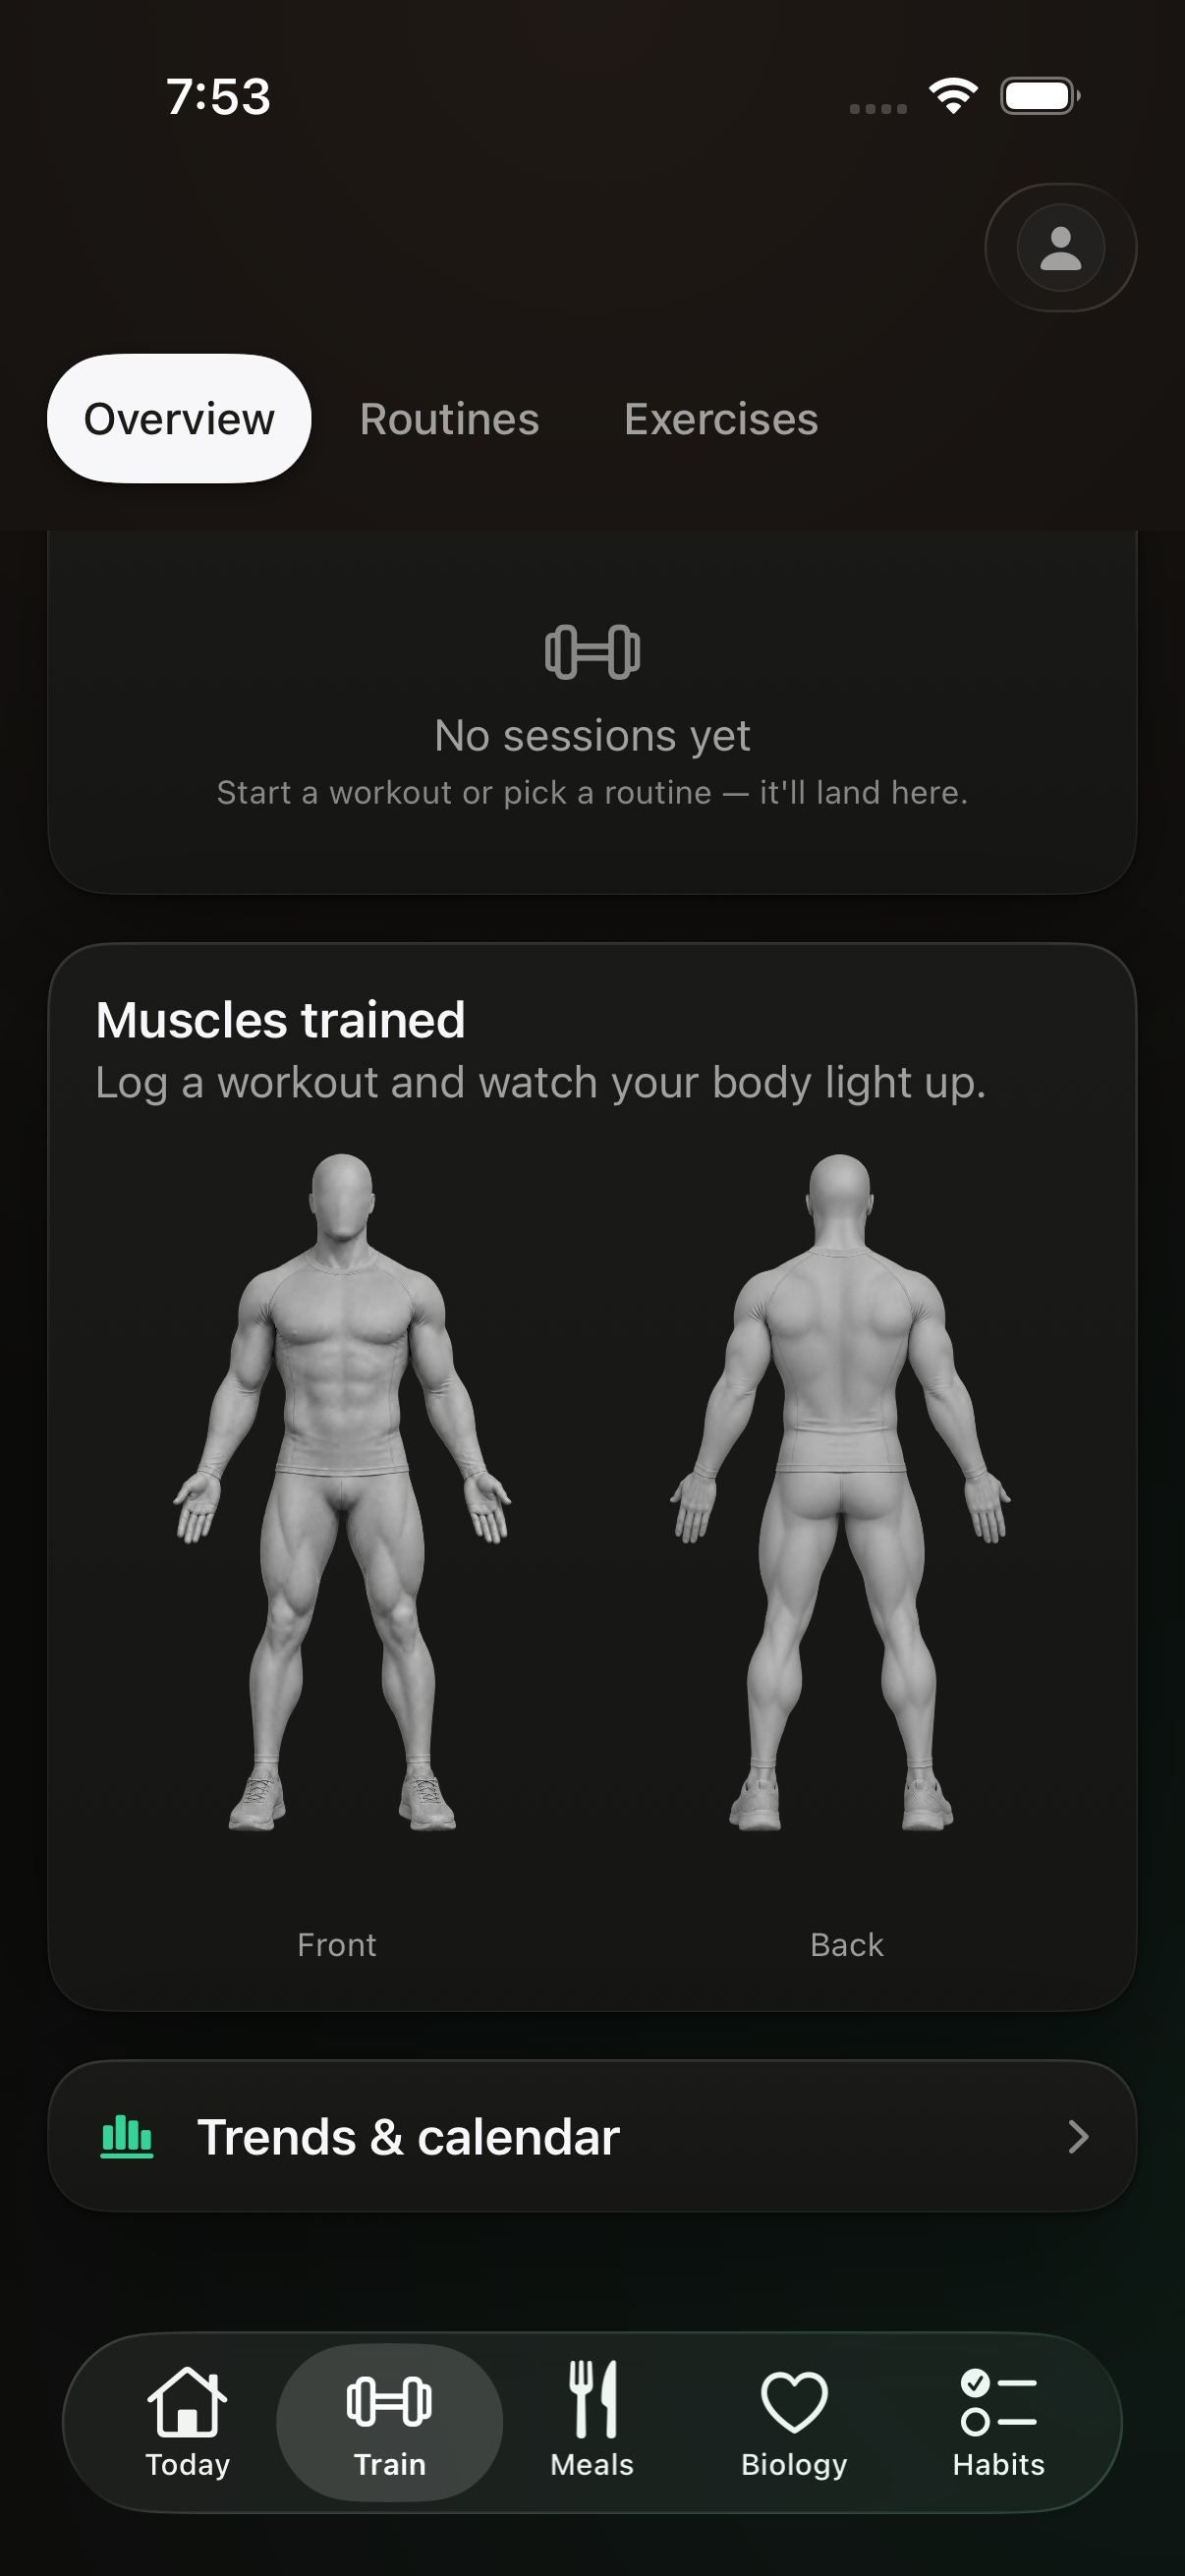 7:53
Overview
Routines
Exercises
No sessions yet
Start a workout or pick a routine — it'll land here.
Muscles trained
Log a workout and watch your body light up.
Front
Back
Trends & calendar
Today
Train
Meals
Biology
Habits